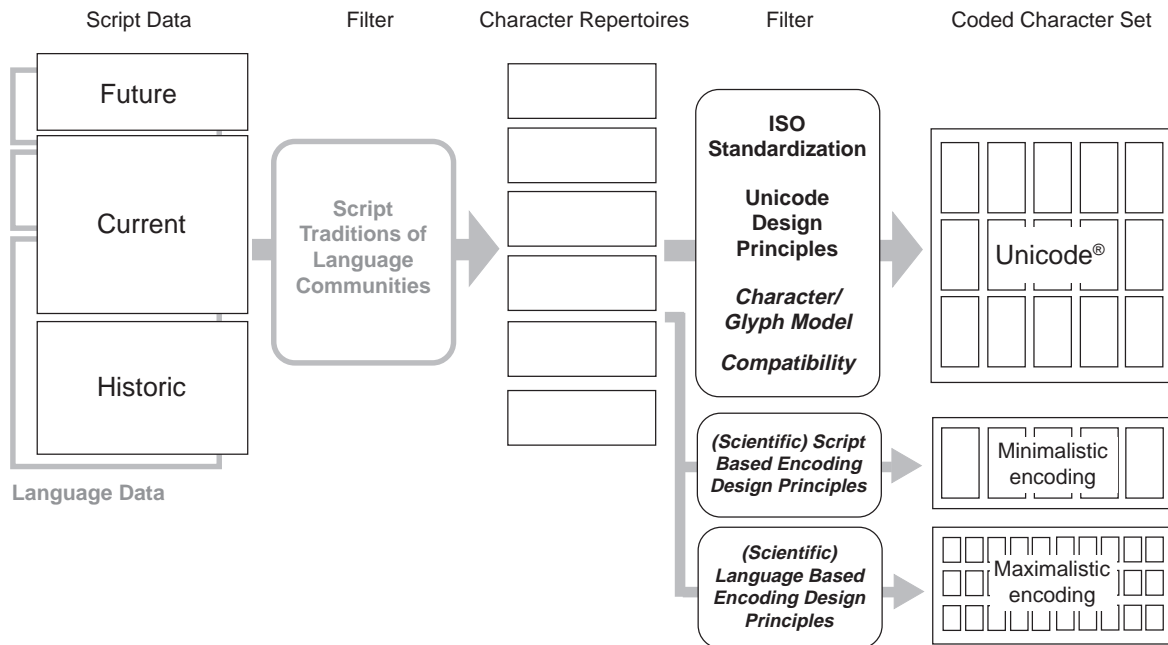 Script Data
Filter
Character Repertoires
Filter
Coded Character Set
Future
Current
Historic
Language Data
Script
Traditions of
Language
Communities
ISO
Standardization
Unicode
Design
Principles
Character/
Glyph Model
Compatibility
(Scientific) Script
Based Encoding
Design Principles
(Scientific)
Language Based
Encoding Design
Principles
Unicode®
Minimalistic
encoding
Maximalistic
encoding